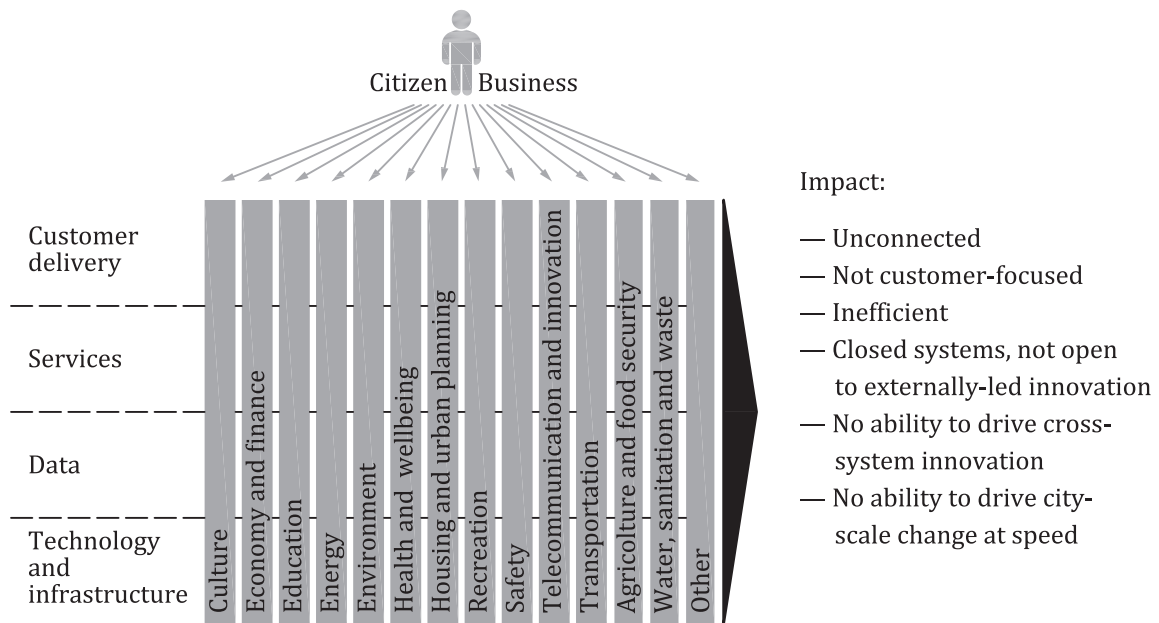 Citizen Business
Customer
delivery
Services
Data
Technology
and
infrastructure
Culture
Economy and finance
Education
Energy
Environment
Health and wellbeing
Housing and urban planning
Recreation
Safety
Telecommunication and innovation
Transportation
Agricolture and food security
Water, sanitation and waste
Other
Impact:
— Unconnected
— Not customer-focused
— Inefficient
— Closed systems, not open
to externally-led innovation
— No ability to drive cross-
system innovation
— No ability to drive city-
scale change at speed